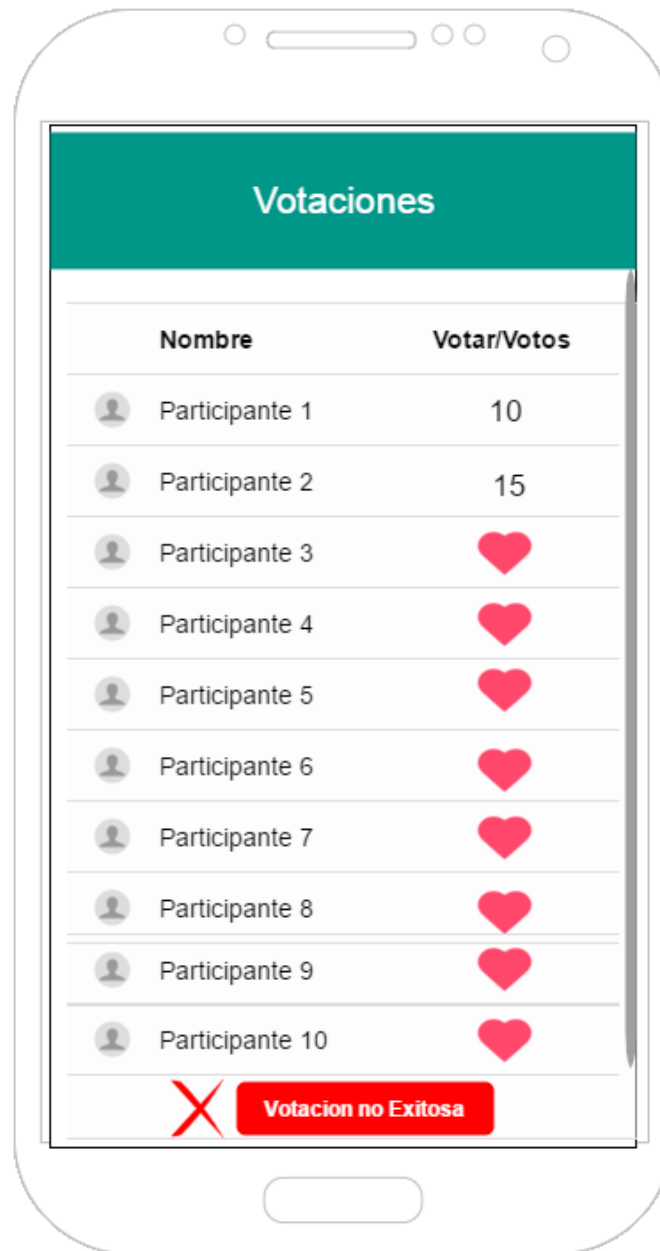 Votaciones
Nombre Votar/Votos
Participante 1 10
Participante 2 15
Participante 3
Participante 4
Participante 5
Participante 6
Participante 7
Participante 8
Participante 9
Participante 10
Votacion no Exitosa